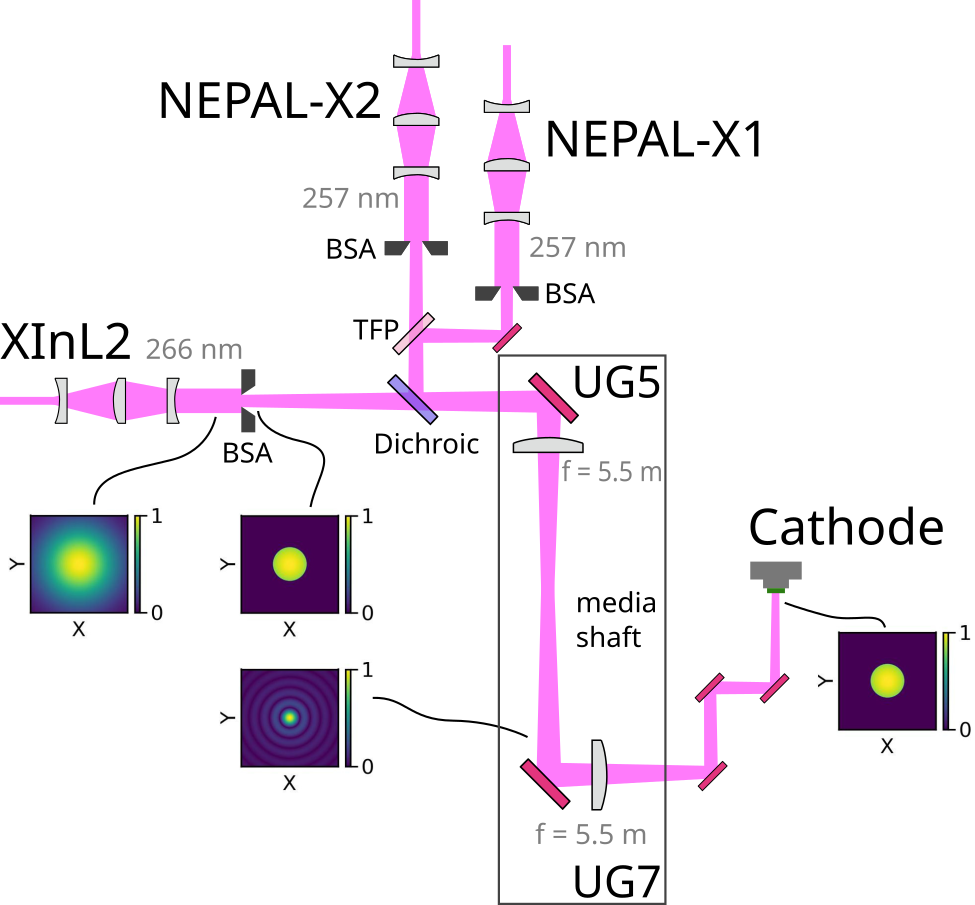 NEPAL-X2
NEPAL-X1
257 nm
BSA
257 nm
BSA
TFP
XInL2
266 nm
BSA
Dichroic
UG5
f = 5.5 m
Cathode
media
shaft
1
0
Y
X
1
0
X
1
0
Y
X
1
0
Y
X
f = 5.5 m
UG7